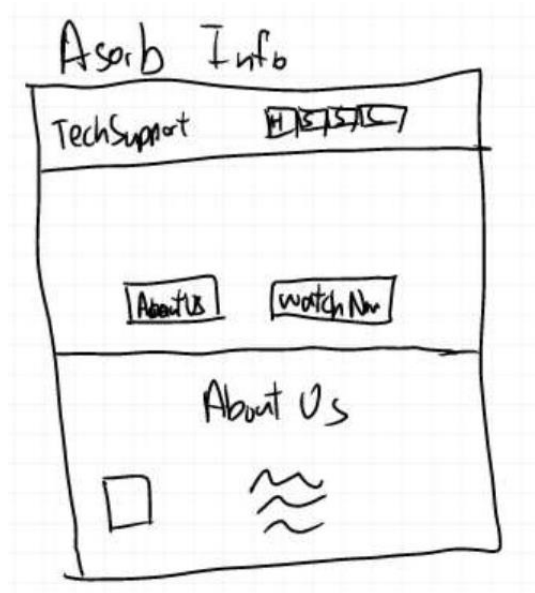 Asorb Info
TechSupport H S S C
About Us Watch Now
About Us